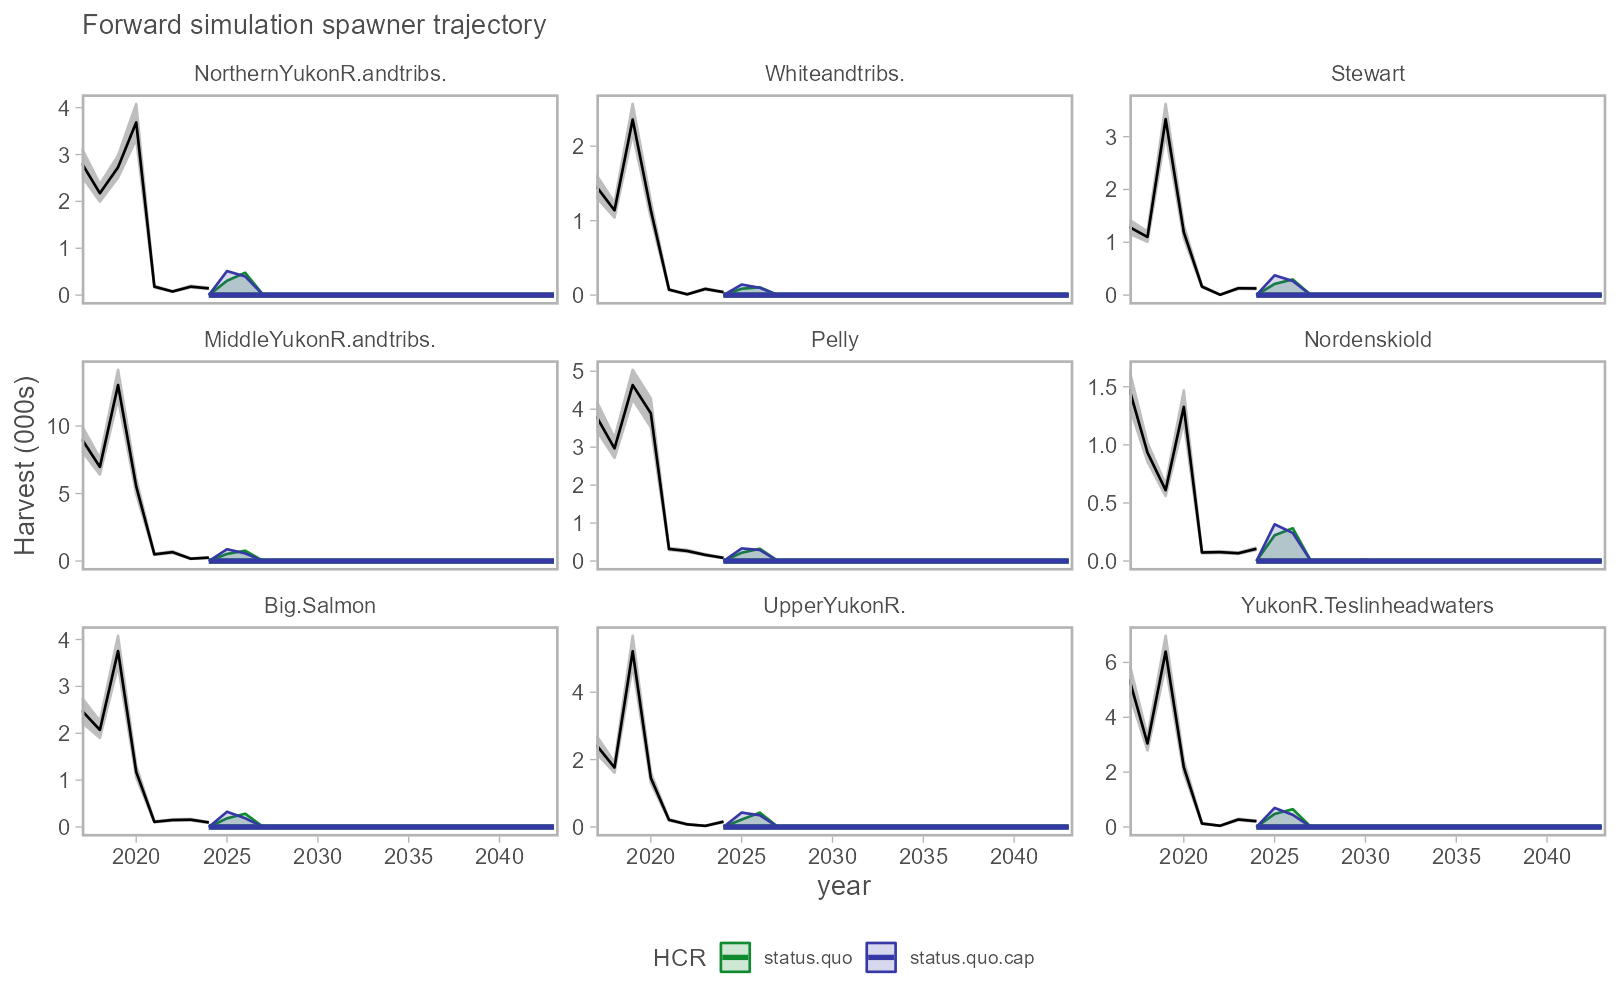 Forward simulation spawner trajectory
NorthernYukonR.andtribs.
Whiteandtribs.
Stewart
4
3
2
1
0
2
1
0
3
2
1
0
MiddleYukonR.andtribs.
Pelly
Nordenskiold
Harvest (000s)
10
5
0
5
4
3
2
1
0
1.5
1.0
0.5
0.0
Big.Salmon
UpperYukonR.
YukonR.Teslinheadwaters
4
3
2
1
0
4
2
0
6
4
2
0
2020 2025 2030 2035 2040
2020 2025 2030 2035 2040
2020 2025 2030 2035 2040
year
HCR status.quo status.quo.cap